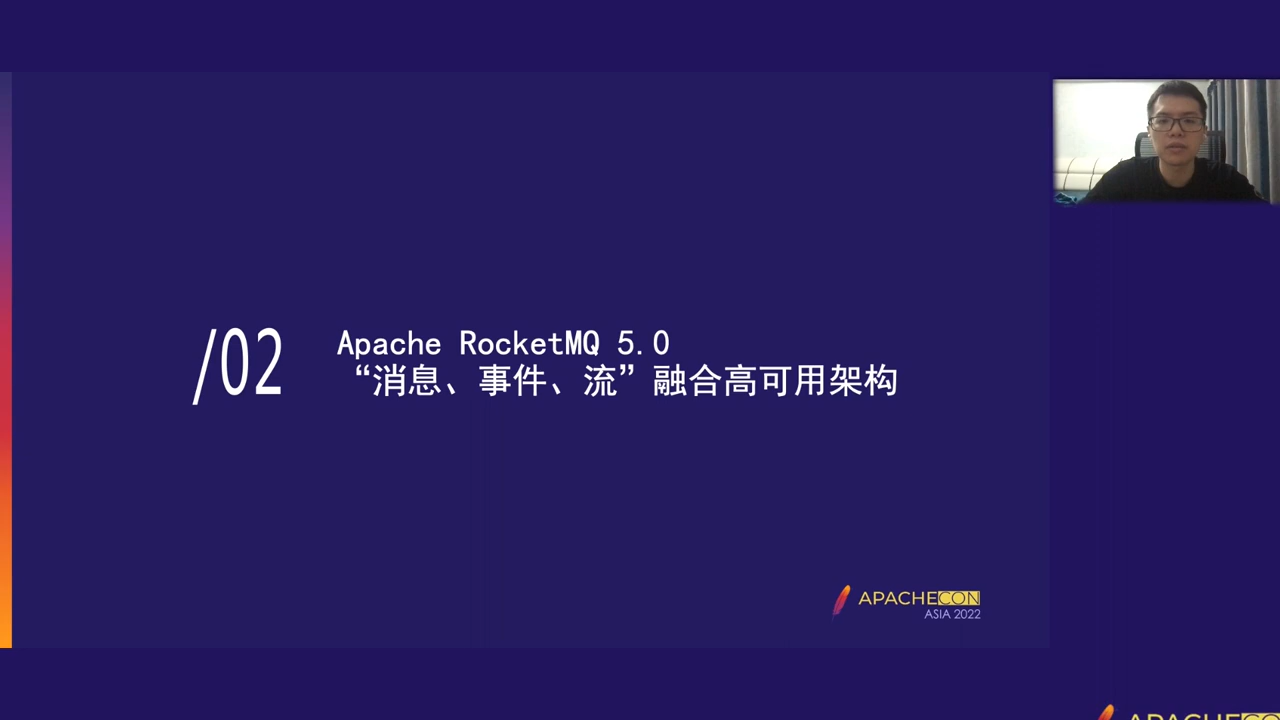 /02
Apache RocketMQ 5.0
“消息、事件、流”融合高可用架构
APACHECON
ASIA 2022
APACHECO